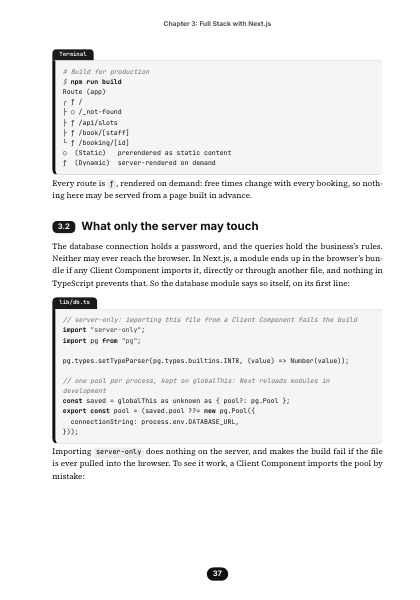 Chapter 3: Full Stack with Next.js
Terminal
# Build for production
$ npm run build
Route (app)
┌ ƒ /
├ ○ /_not-found
├ ƒ /api/slots
├ ƒ /book/[staff]
└ ƒ /booking/[id]
○  (Static)   prerendered as static content
ƒ  (Dynamic)  server-rendered on demand
Every route is ƒ, rendered on demand: free times change with every booking, so noth-
ing here may be served from a page built in advance.
3.2 What only the server may touch
The database connection holds a password, and the queries hold the business's rules.
Neither may ever reach the browser. In Next.js, a module ends up in the browser's bun-
dle if any Client Component imports it, directly or through another file, and nothing in
TypeScript prevents that. So the database module says so itself, on its first line:
lib/db.ts
// server-only: importing this file from a Client Component fails the build
import "server-only";
import pg from "pg";
pg.types.setTypeParser(pg.types.builtins.INT8, (value) => Number(value));
// one pool per process, kept on globalThis: Next reloads modules in
development
const saved = globalThis as unknown as { pool?: pg.Pool };
export const pool = (saved.pool ??= new pg.Pool({
  connectionString: process.env.DATABASE_URL,
}));
Importing server-only does nothing on the server, and makes the build fail if the file
is ever pulled into the browser. To see it work, a Client Component imports the pool by
mistake:
37